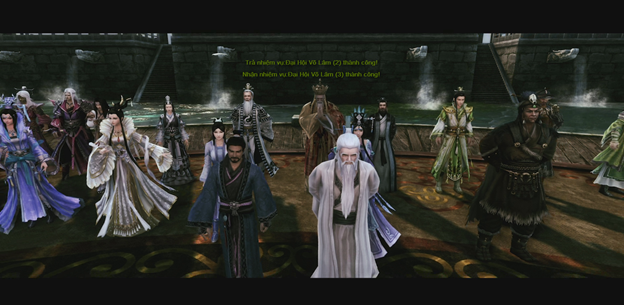 Trả nhiệm vụ Đại Hội Võ Lâm (2) thành công!
Nhận nhiệm vụ Đại Hội Võ Lâm (3) thành công!